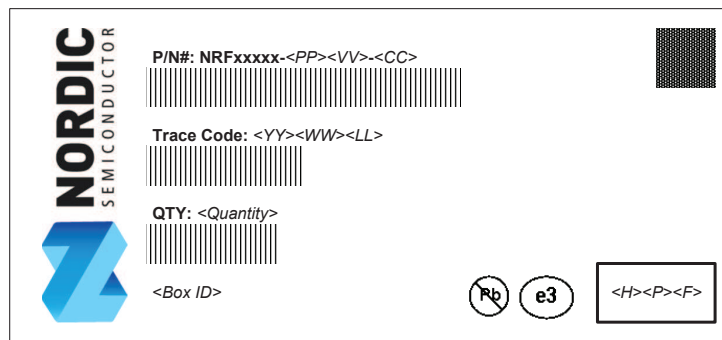 NORDIC
SEMICONDUCTOR
P/N#: NRFxxxxx-<PP><VV>-<CC>
Trace Code: <YY><WW><LL>
QTY: <Quantity>
<Box ID>
Pb
e3
<H><P><F>